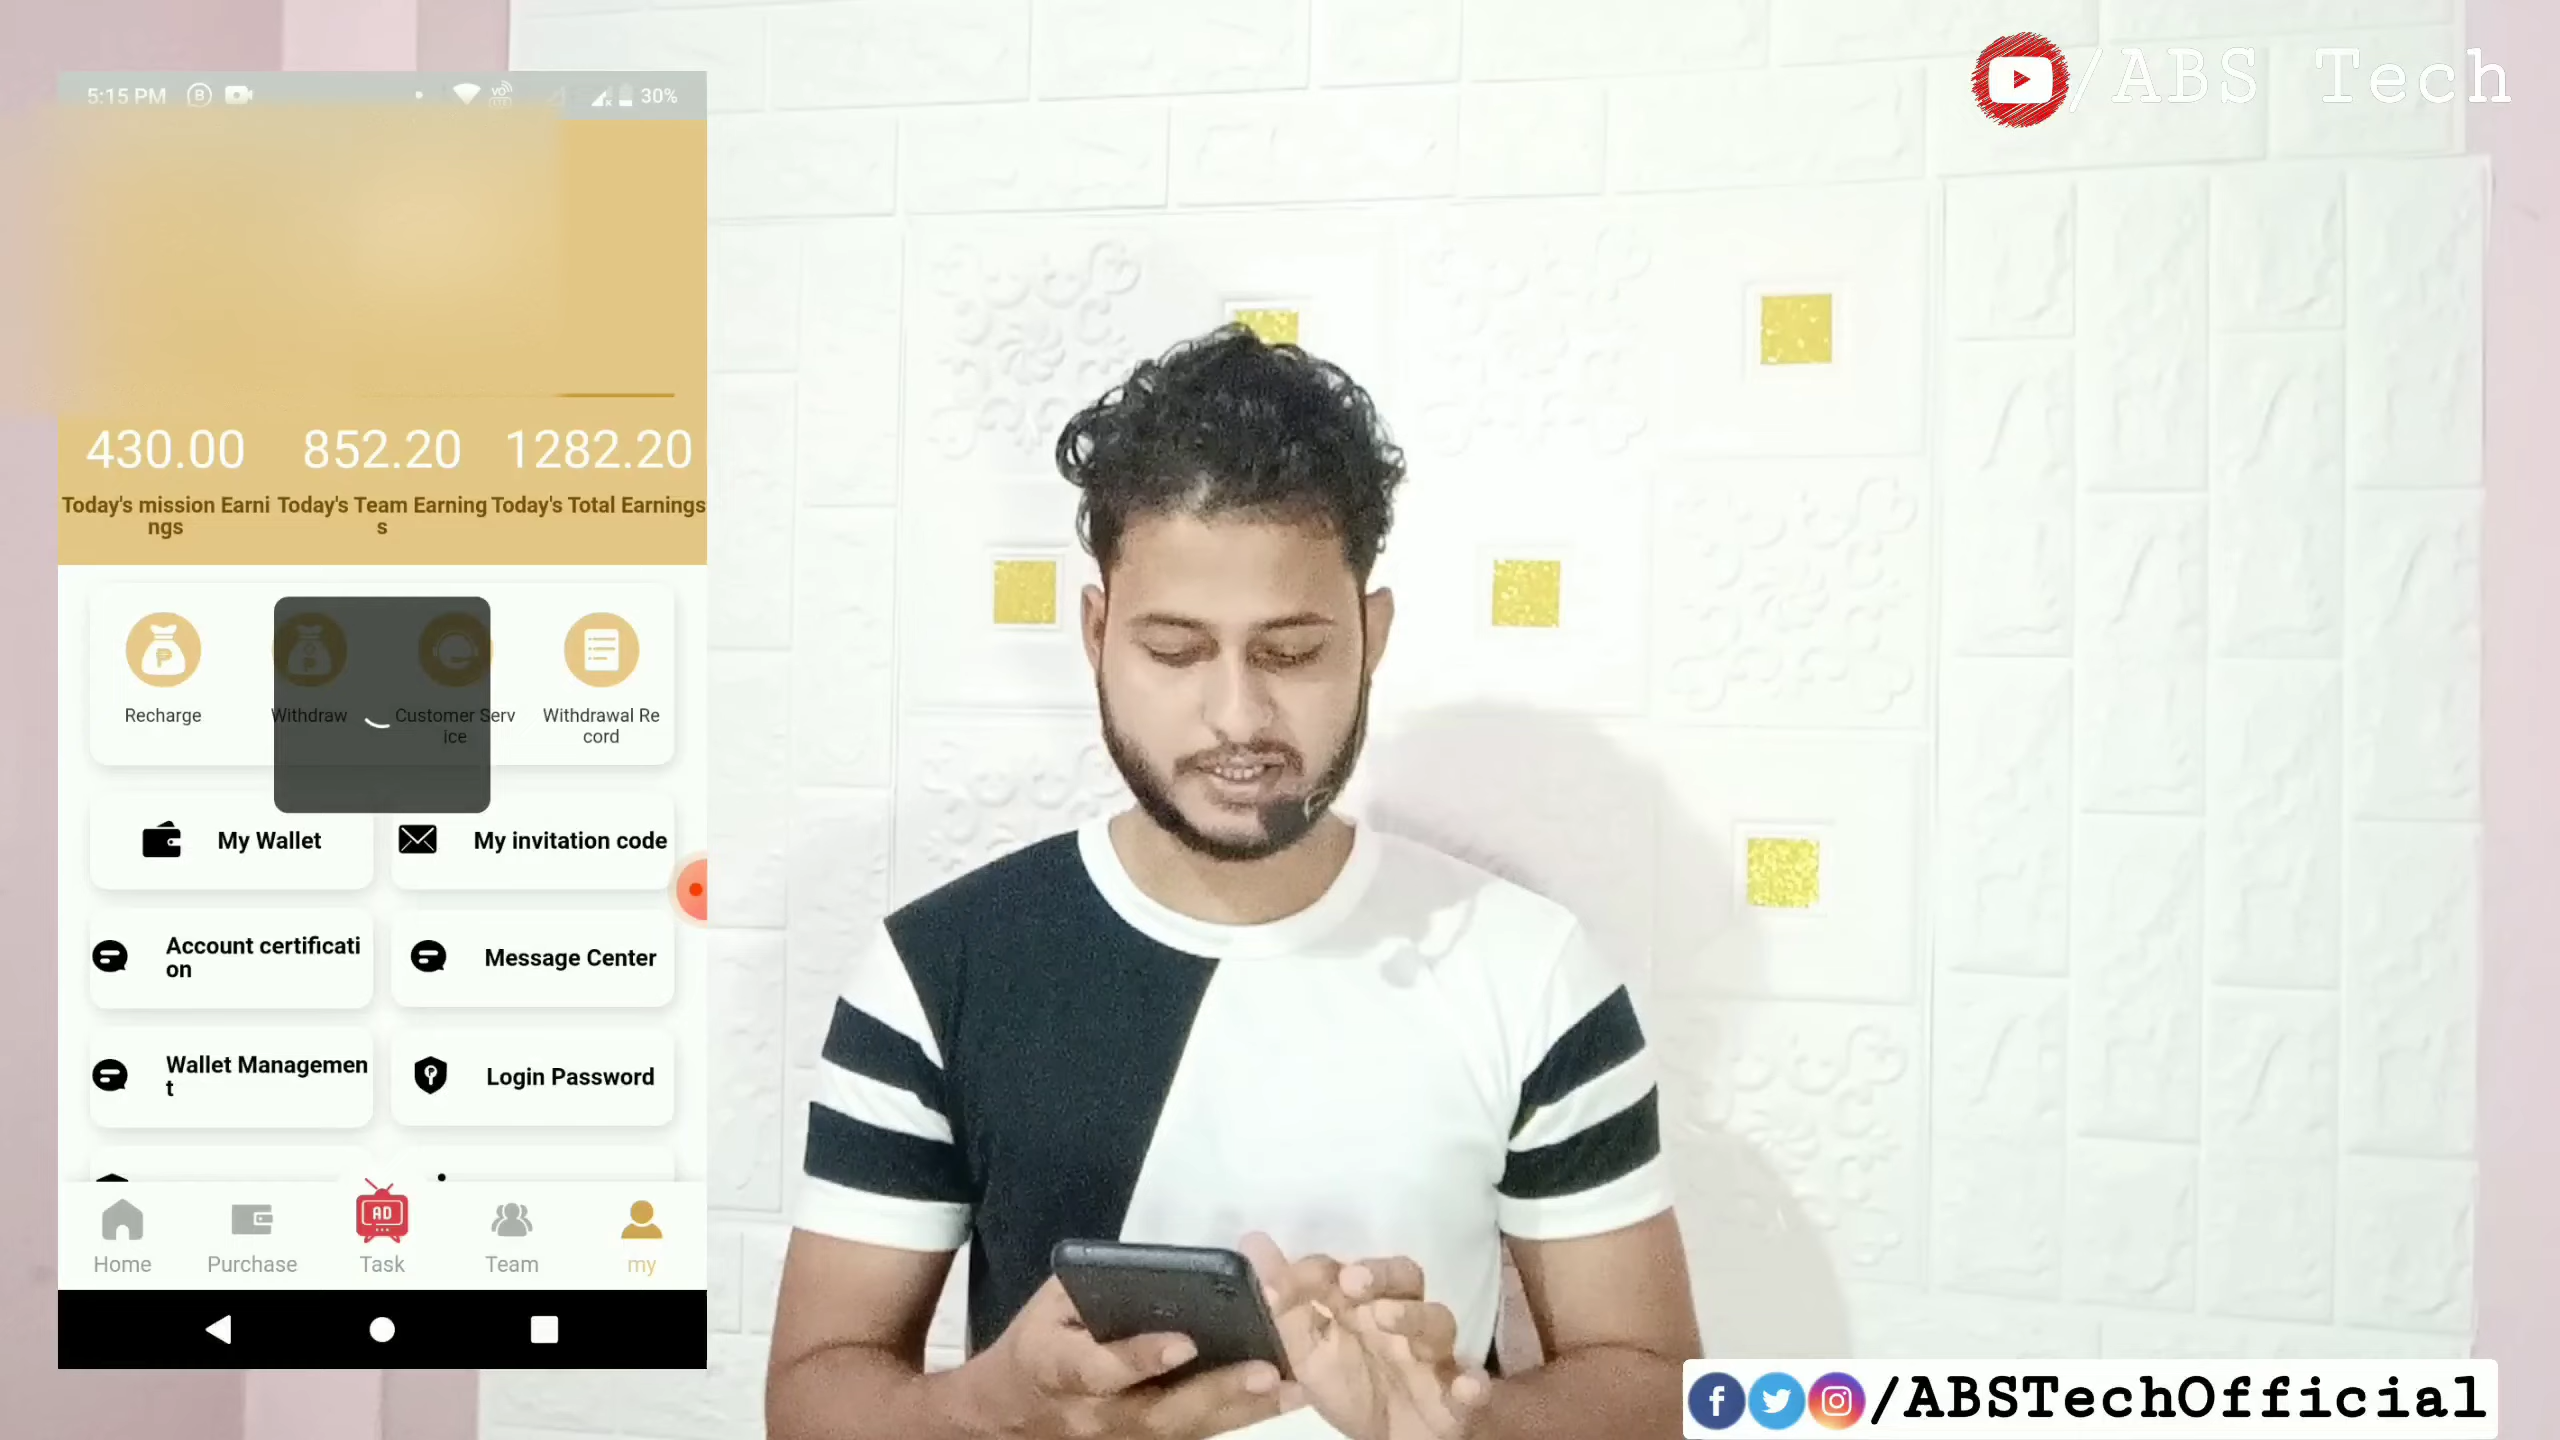 /ABS Tech
5:15 PM
30%
430.00 852.20 1282.20
Today's mission Earni Today's Team Earning Today's Total Earnings
ngs s
Recharge Withdraw Customer Serv Withdrawal Re
ice cord
My Wallet My invitation code
Account certificati
on
Message Center
Wallet Managemen
t
Login Password
AD
Home Purchase Task Team my
/ABSTechOfficial